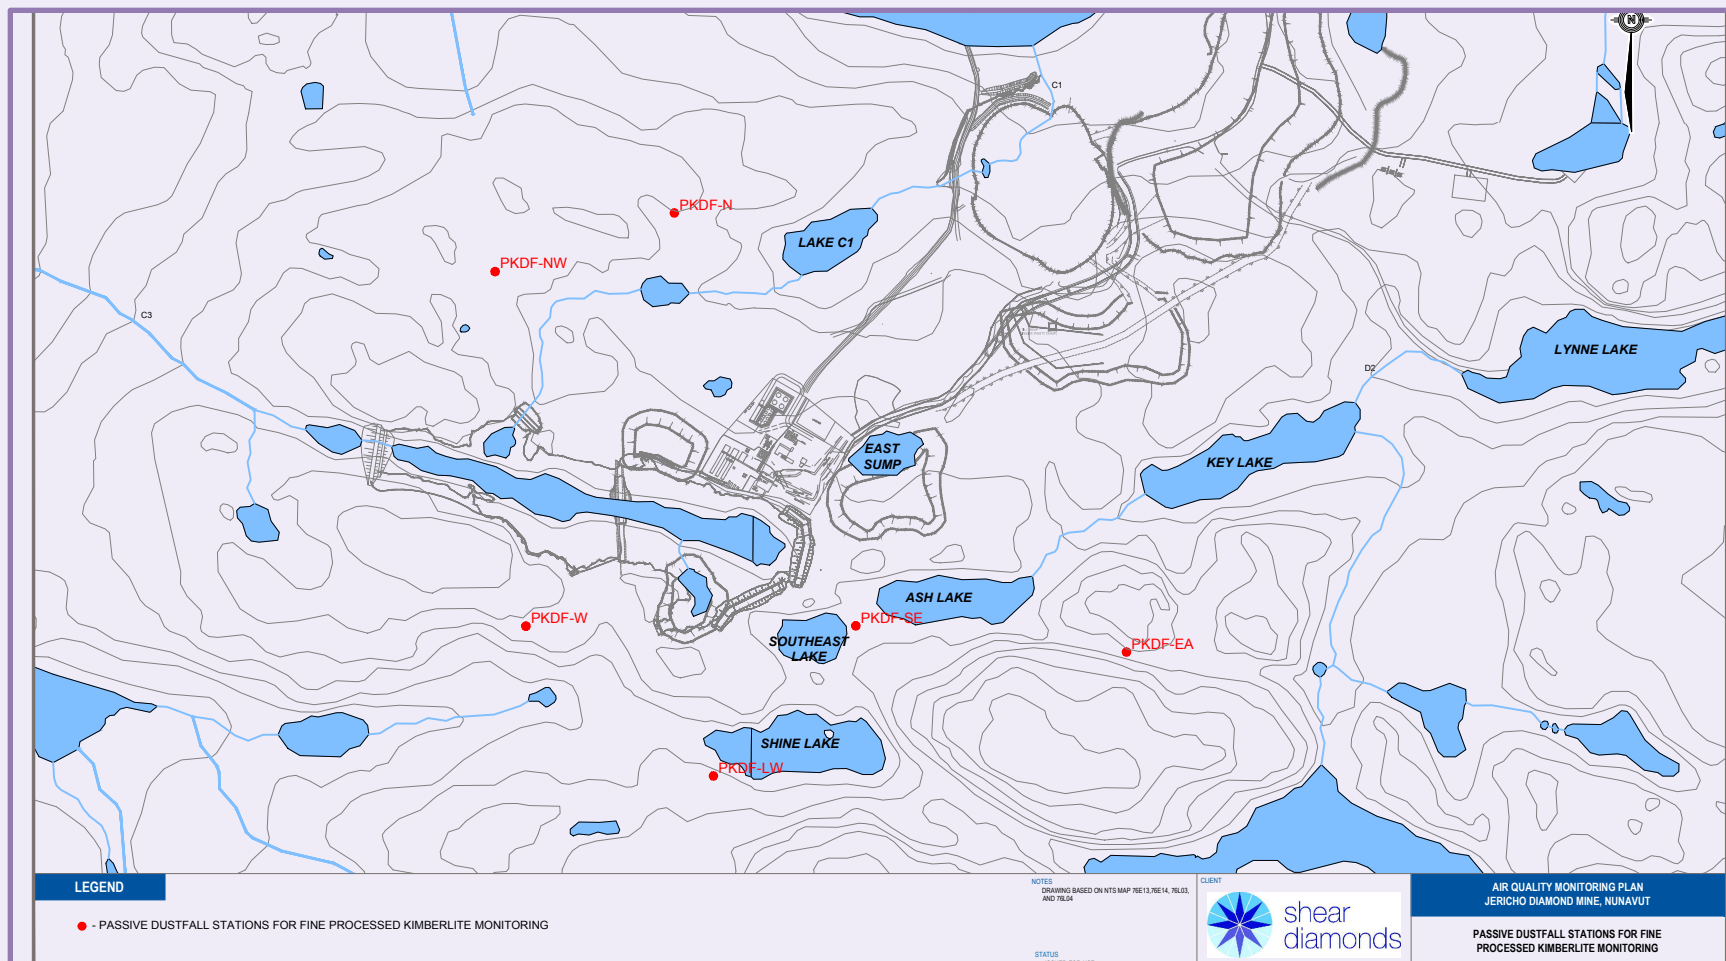 N
C1
PKDF-N
LAKE C1
PKDF-NW
C3
LYNNE LAKE
D2
EAST
SUMP
KEY LAKE
ASH LAKE
PKDF-W
PKDF-SE
SOUTHEAST
LAKE
PKDF-EA
SHINE LAKE
PKDF-LW
LEGEND
- PASSIVE DUSTFALL STATIONS FOR FINE PROCESSED KIMBERLITE MONITORING
NOTES
DRAWING BASED ON NTS MAP 76E13,76E14, 76L03,
AND 76L04
STATUS
CLIENT
shear
diamonds
AIR QUALITY MONITORING PLAN
JERICHO DIAMOND MINE, NUNAVUT
PASSIVE DUSTFALL STATIONS FOR FINE
PROCESSED KIMBERLITE MONITORING